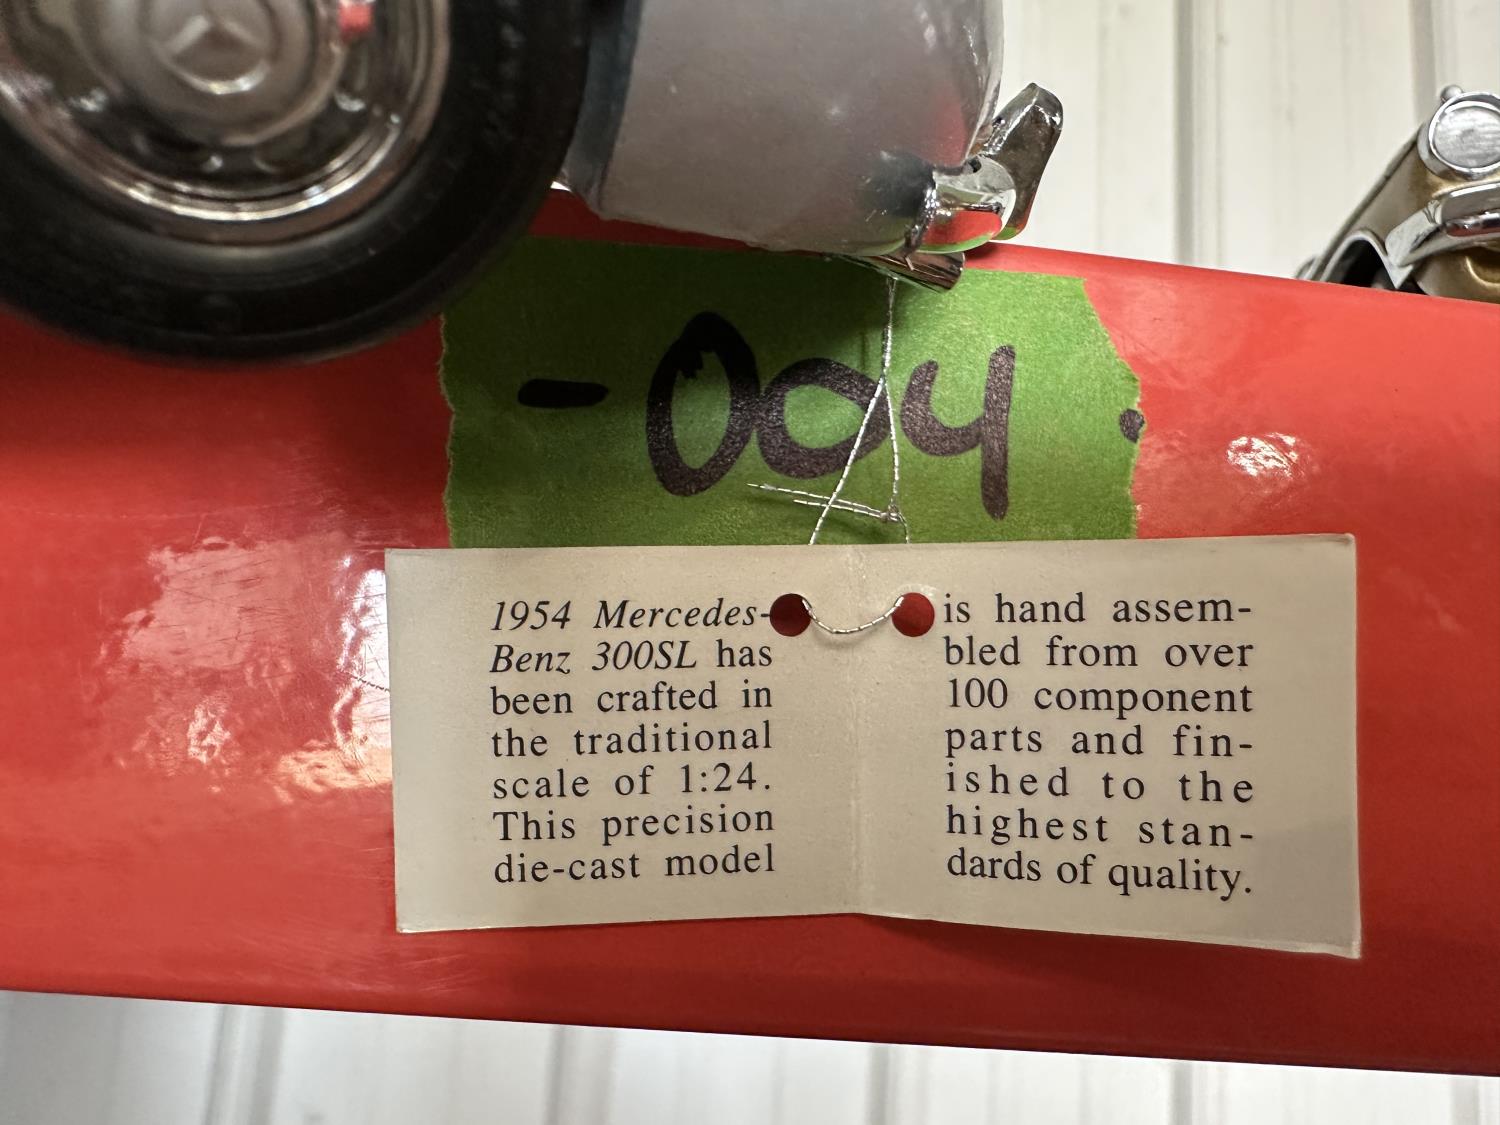 -004.
1954 Mercedes-
Benz 300SL has
been crafted in
the traditional
scale of 1:24.
This precision
die-cast model
is hand assem-
bled from over
100 component
parts and fin-
ished to the
highest stan-
dards of quality.